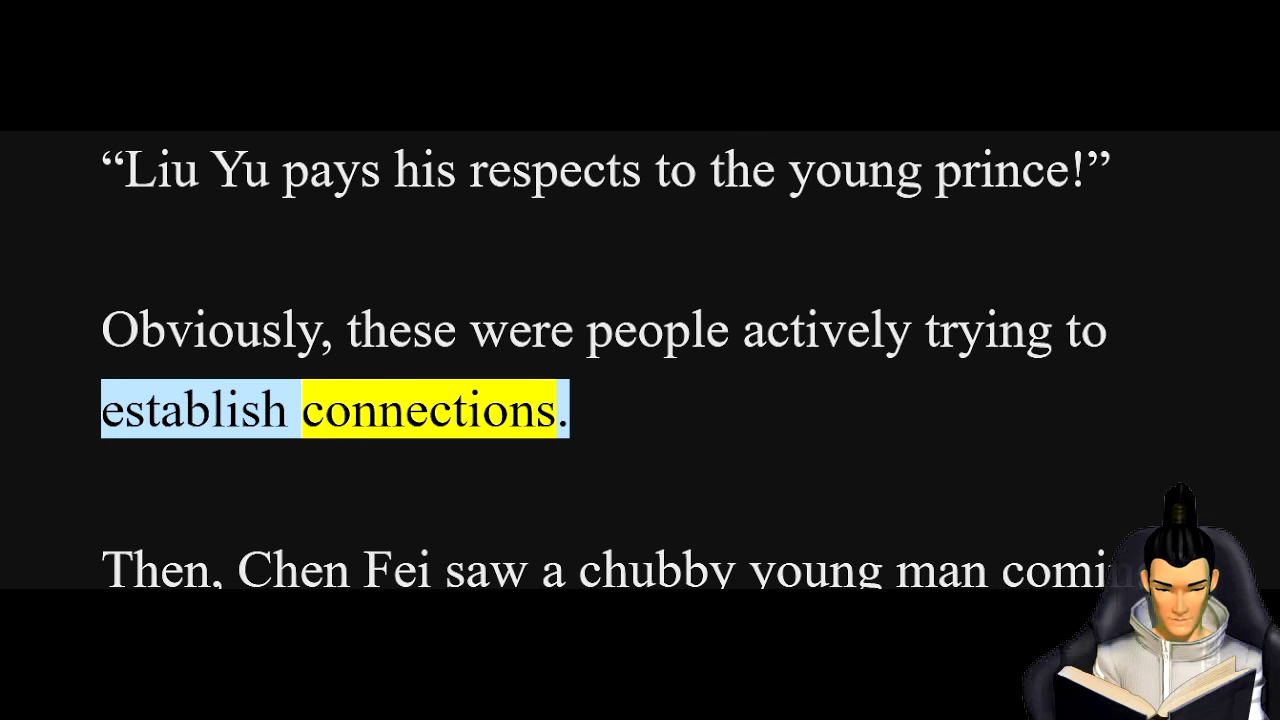 “Liu Yu pays his respects to the young prince!”
Obviously, these were people actively trying to
establish connections.
Then, Chen Fei saw a chubby young man